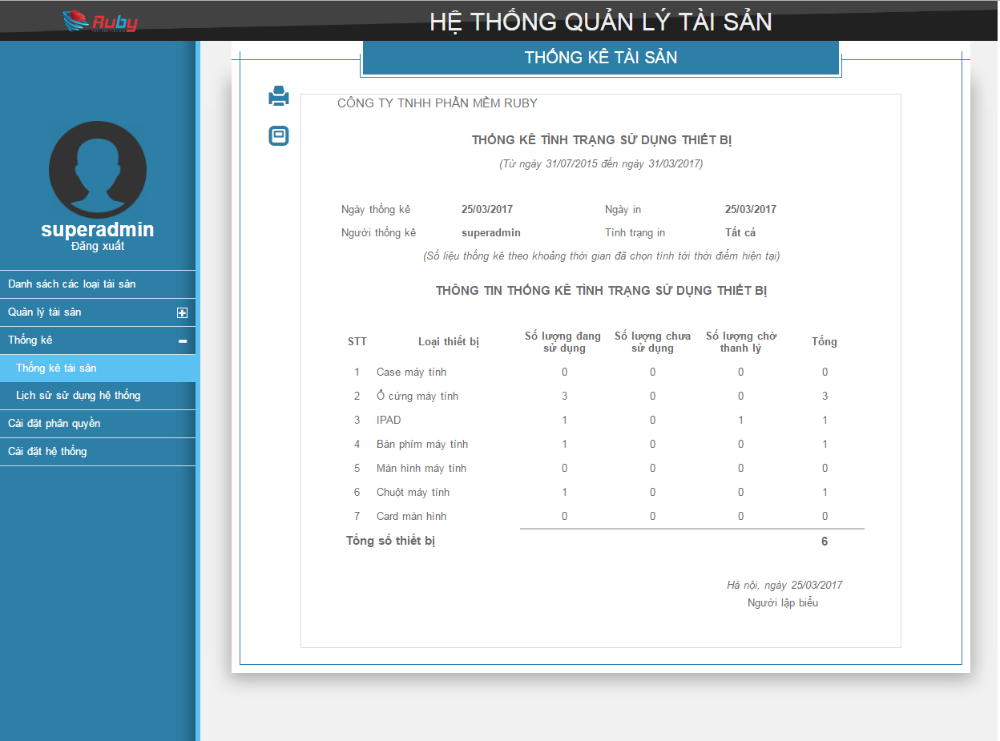 Ruby
HỆ THỐNG QUẢN LÝ TÀI SẢN
THỐNG KÊ TÀI SẢN
superadmin
Đăng xuất
Danh sách các loại tài sản
Quản lý tài sản
Thống kê
Thống kê tài sản
Lịch sử sử dụng hệ thống
Cài đặt phân quyền
Cài đặt hệ thống
CÔNG TY TNHH PHẦN MỀM RUBY
THỐNG KÊ TÌNH TRẠNG SỬ DỤNG THIẾT BỊ
(Từ ngày 31/07/2015 đến ngày 31/03/2017)
Ngày thống kê 25/03/2017 Ngày in 25/03/2017
Người thống kê superadmin Tình trạng in Tất cả
(Số liệu thống kê theo khoảng thời gian đã chọn tính tới thời điểm hiện tại)
THÔNG TIN THỐNG KÊ TÌNH TRẠNG SỬ DỤNG THIẾT BỊ
STT Loại thiết bị Số lượng đang sử dụng Số lượng chưa sử dụng Số lượng chờ thanh lý Tổng
1 Case máy tính 0 0 0 0
2 Ổ cứng máy tính 3 0 0 3
3 IPAD 1 0 1 1
4 Bàn phím máy tính 1 0 0 1
5 Màn hình máy tính 0 0 0 0
6 Chuột máy tính 1 0 0 1
7 Card màn hình 0 0 0 0
Tổng số thiết bị 6
Hà nội, ngày 25/03/2017
Người lập biểu